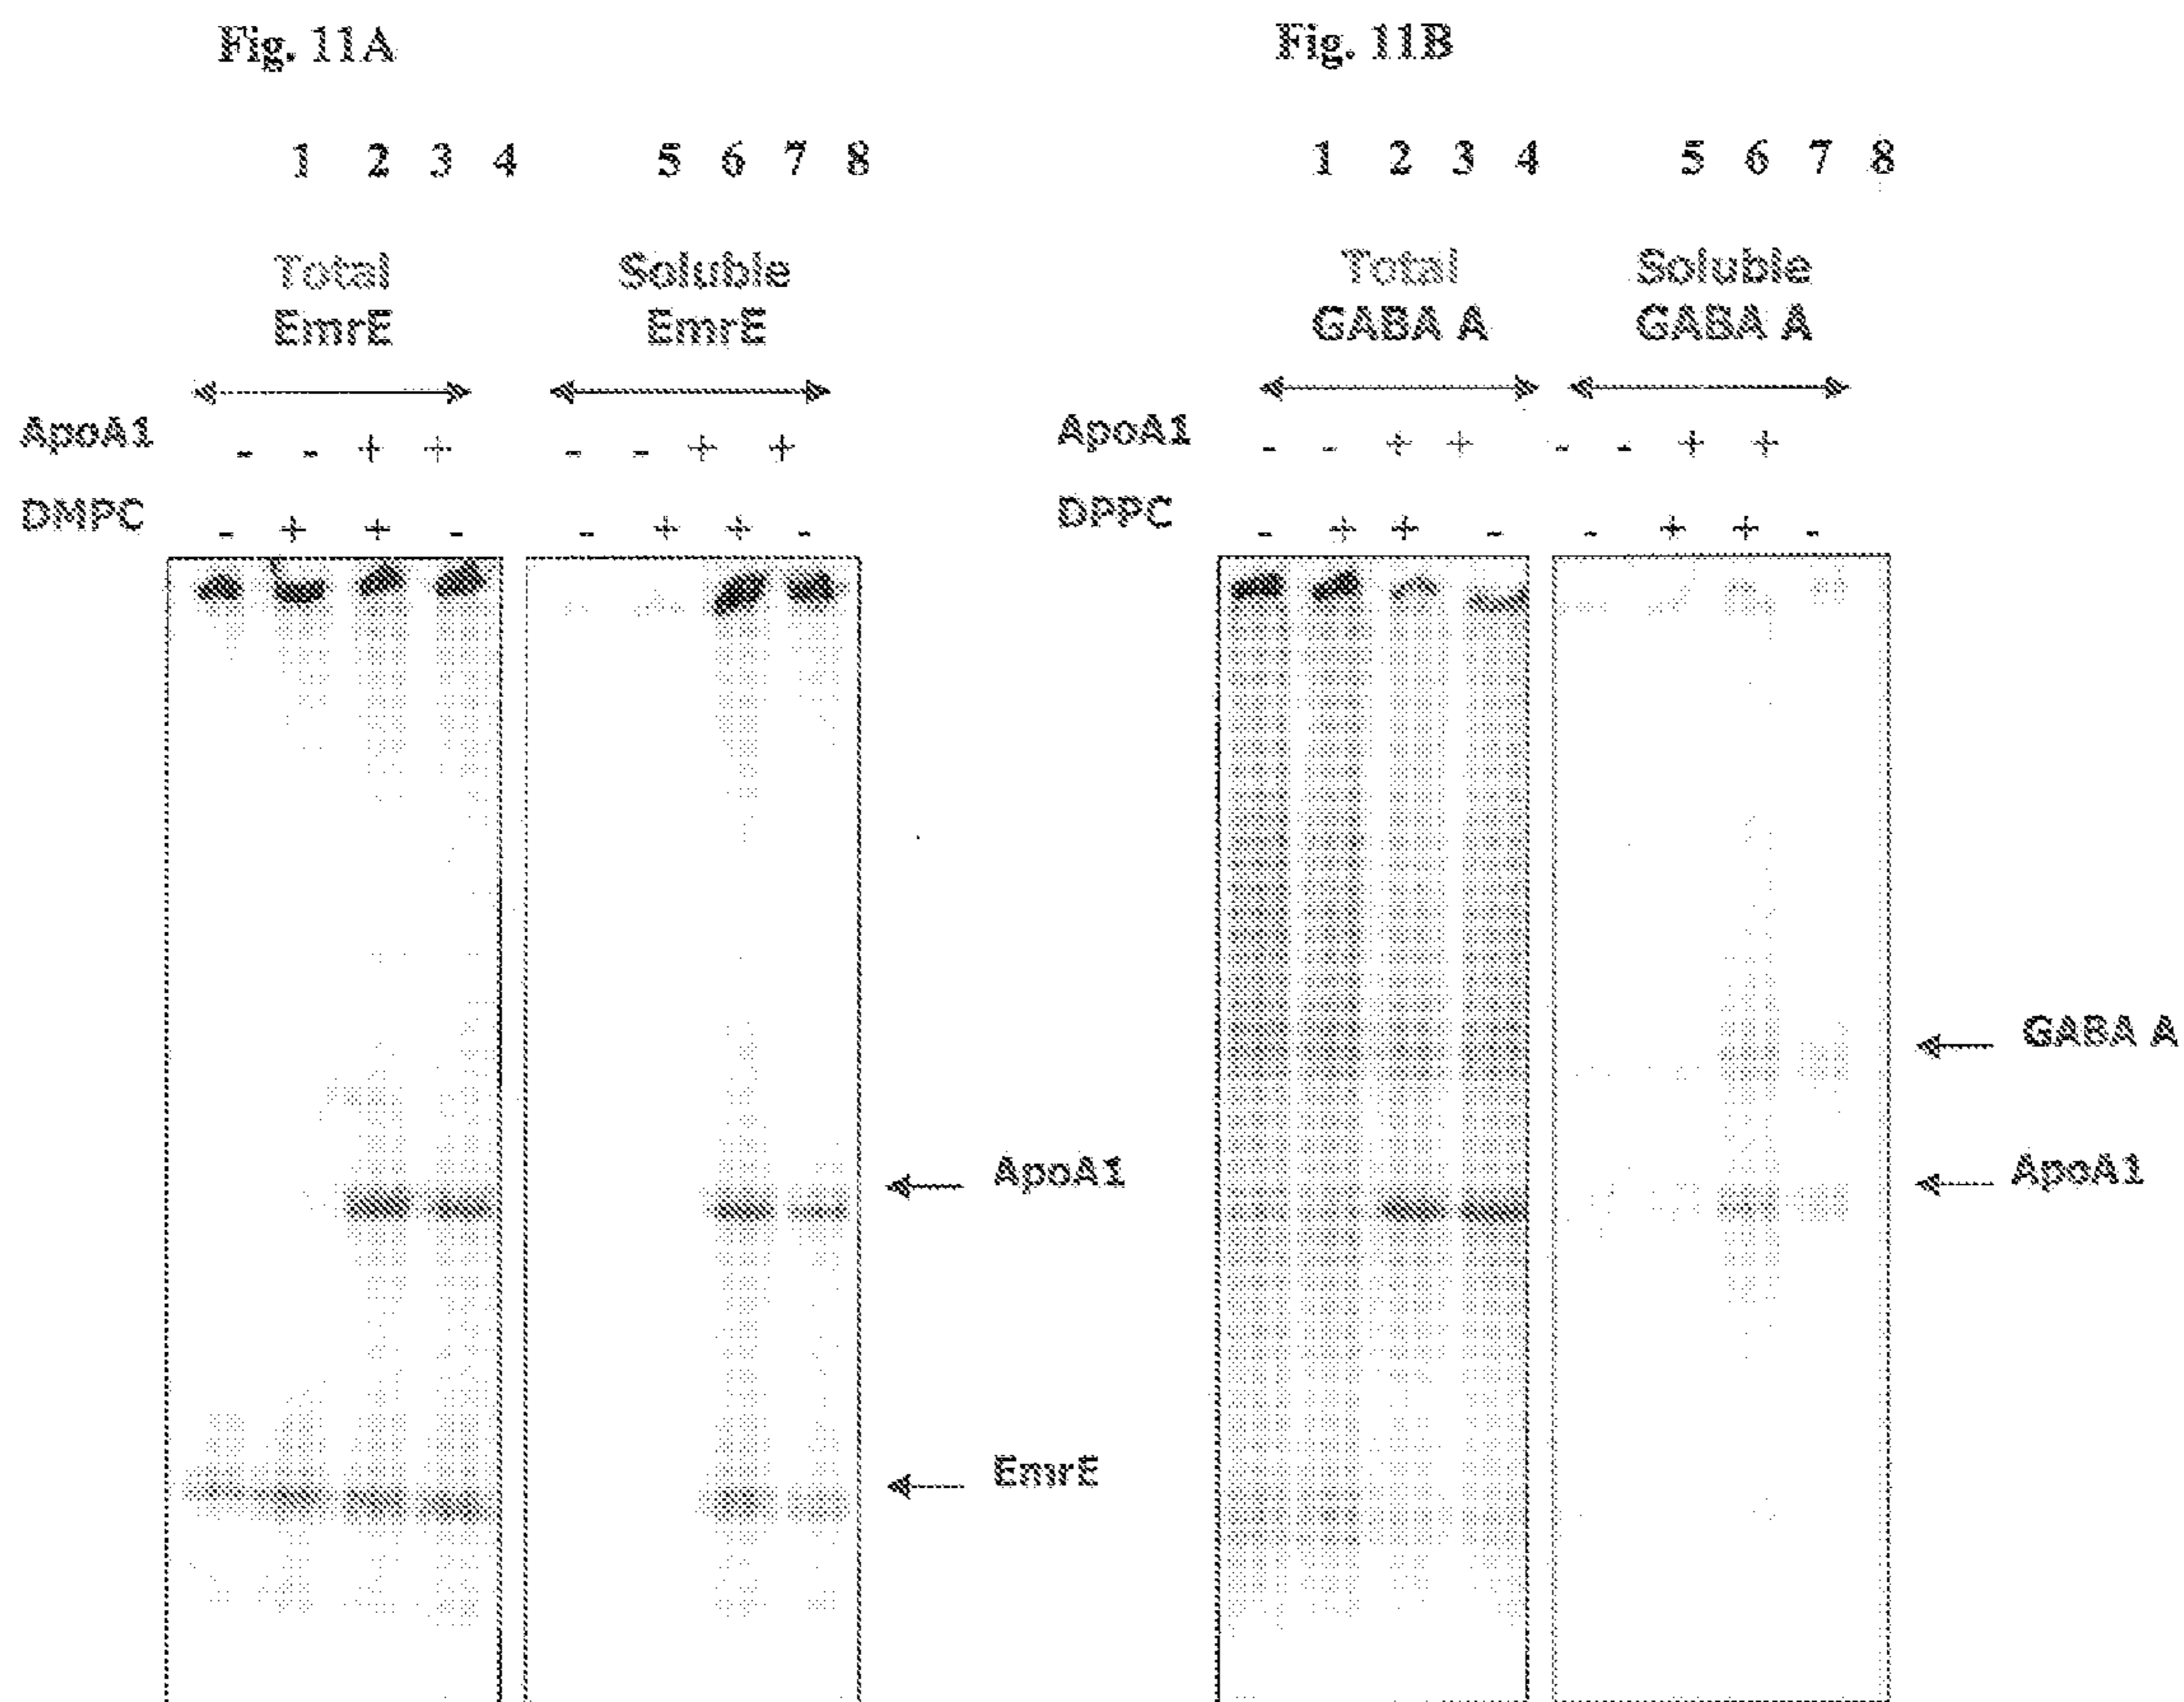 Fig. 11A
1 2 3 4 5 6 7 8
Total
EmrE
Soluble
EmrE
ApoA1
- - + + - - + +
DMPC
- + + - - + + -
ApoA1
EmrE
Fig. 11B
1 2 3 4 5 6 7 8
Total
GABA A
Soluble
GABA A
ApoA1
- - + + - - + +
DPPC
- + + - - + + -
GABA A
ApoA1